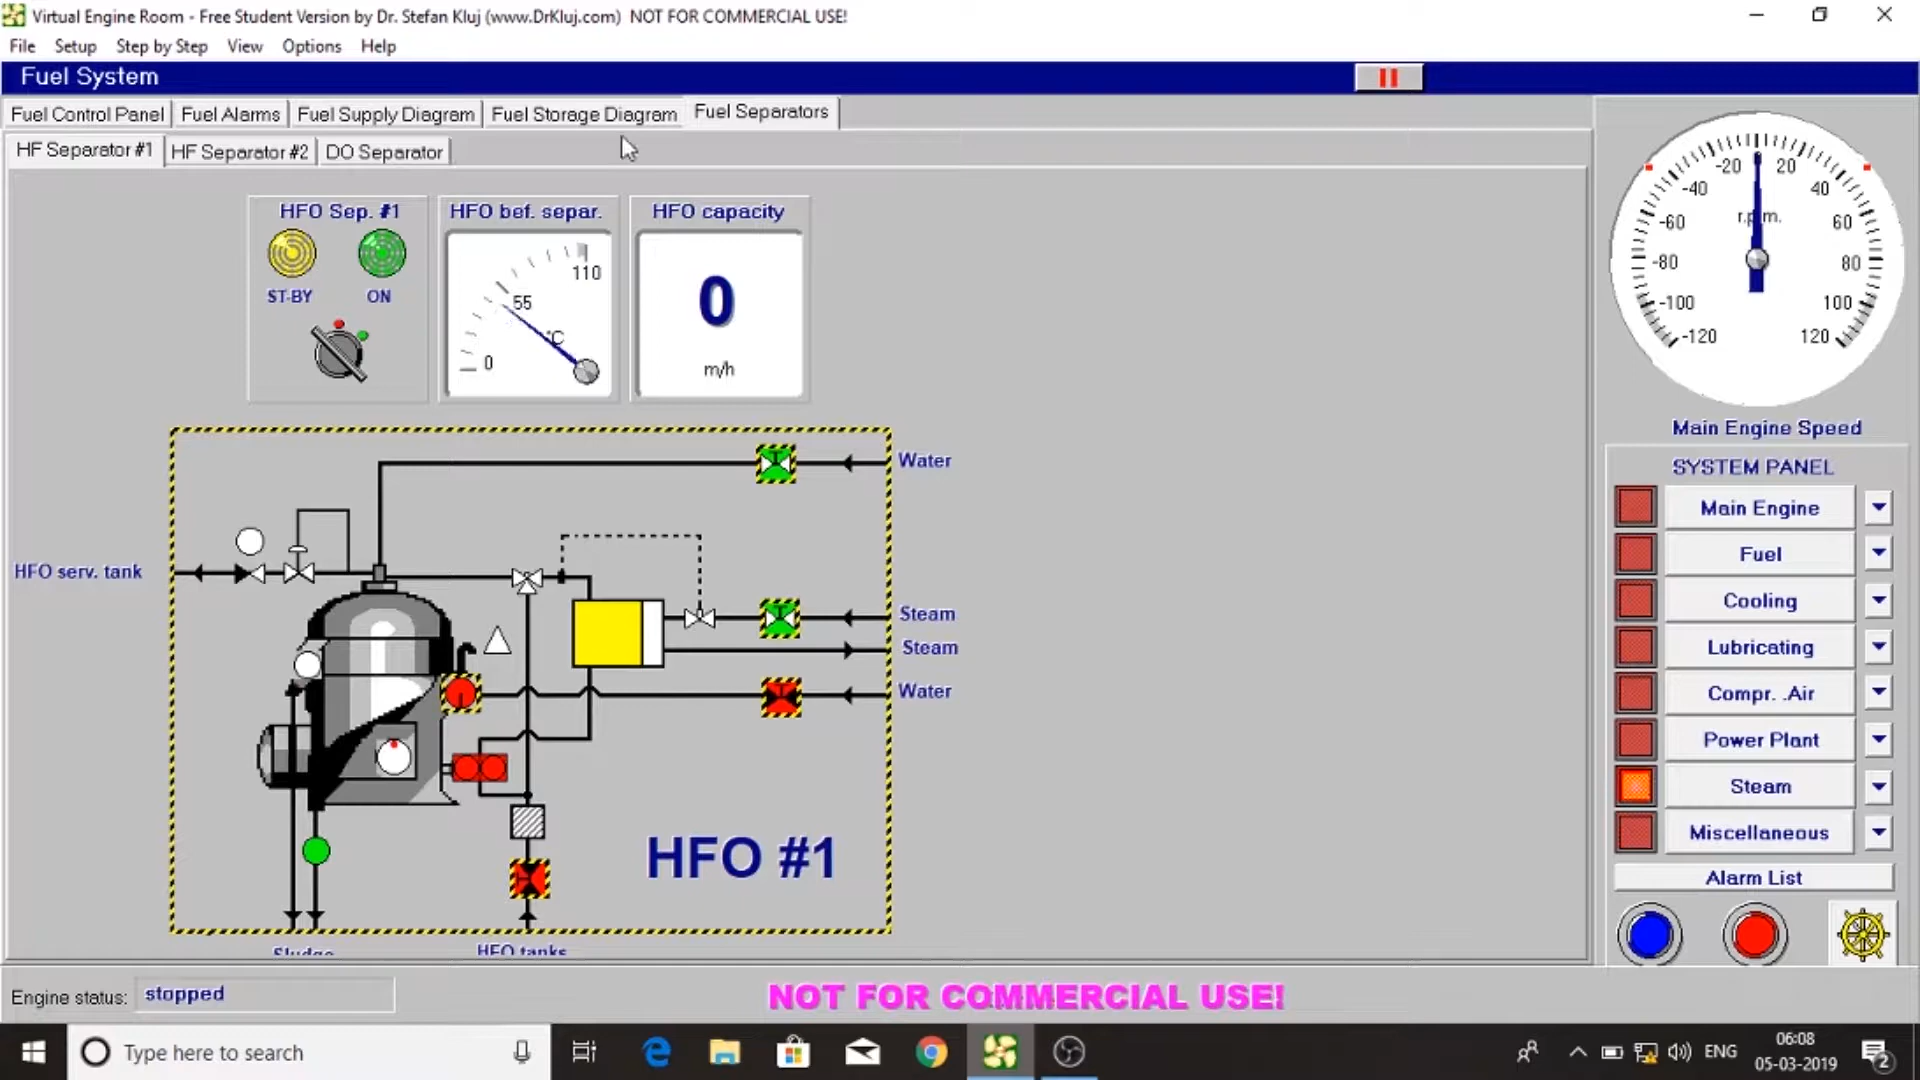 Virtual Engine Room - Free Student Version by Dr. Stefan Kluj (www.DrKluj.com) NOT FOR COMMERCIAL USE!
File Setup Step by Step View Options Help
Fuel System
Fuel Control Panel Fuel Alarms Fuel Supply Diagram Fuel Storage Diagram Fuel Separators
HF Separator #1 HF Separator #2 DO Separator
HFO Sep. #1
ST-BY ON
HFO bef. separ.
110
55
°C
0
HFO capacity
0
m/h
Water
HFO serv. tank
Steam
Steam
Water
HFO #1
Sludge
HFO tanks
-20 20
-40 40
r.p.m.
-60 60
-80 80
-100 100
-120 120
Main Engine Speed
SYSTEM PANEL
Main Engine
Fuel
Cooling
Lubricating
Compr. .Air
Power Plant
Steam
Miscellaneous
Alarm List
Engine status: stopped
NOT FOR COMMERCIAL USE!
Type here to search
ENG
06:08
05-03-2019
2